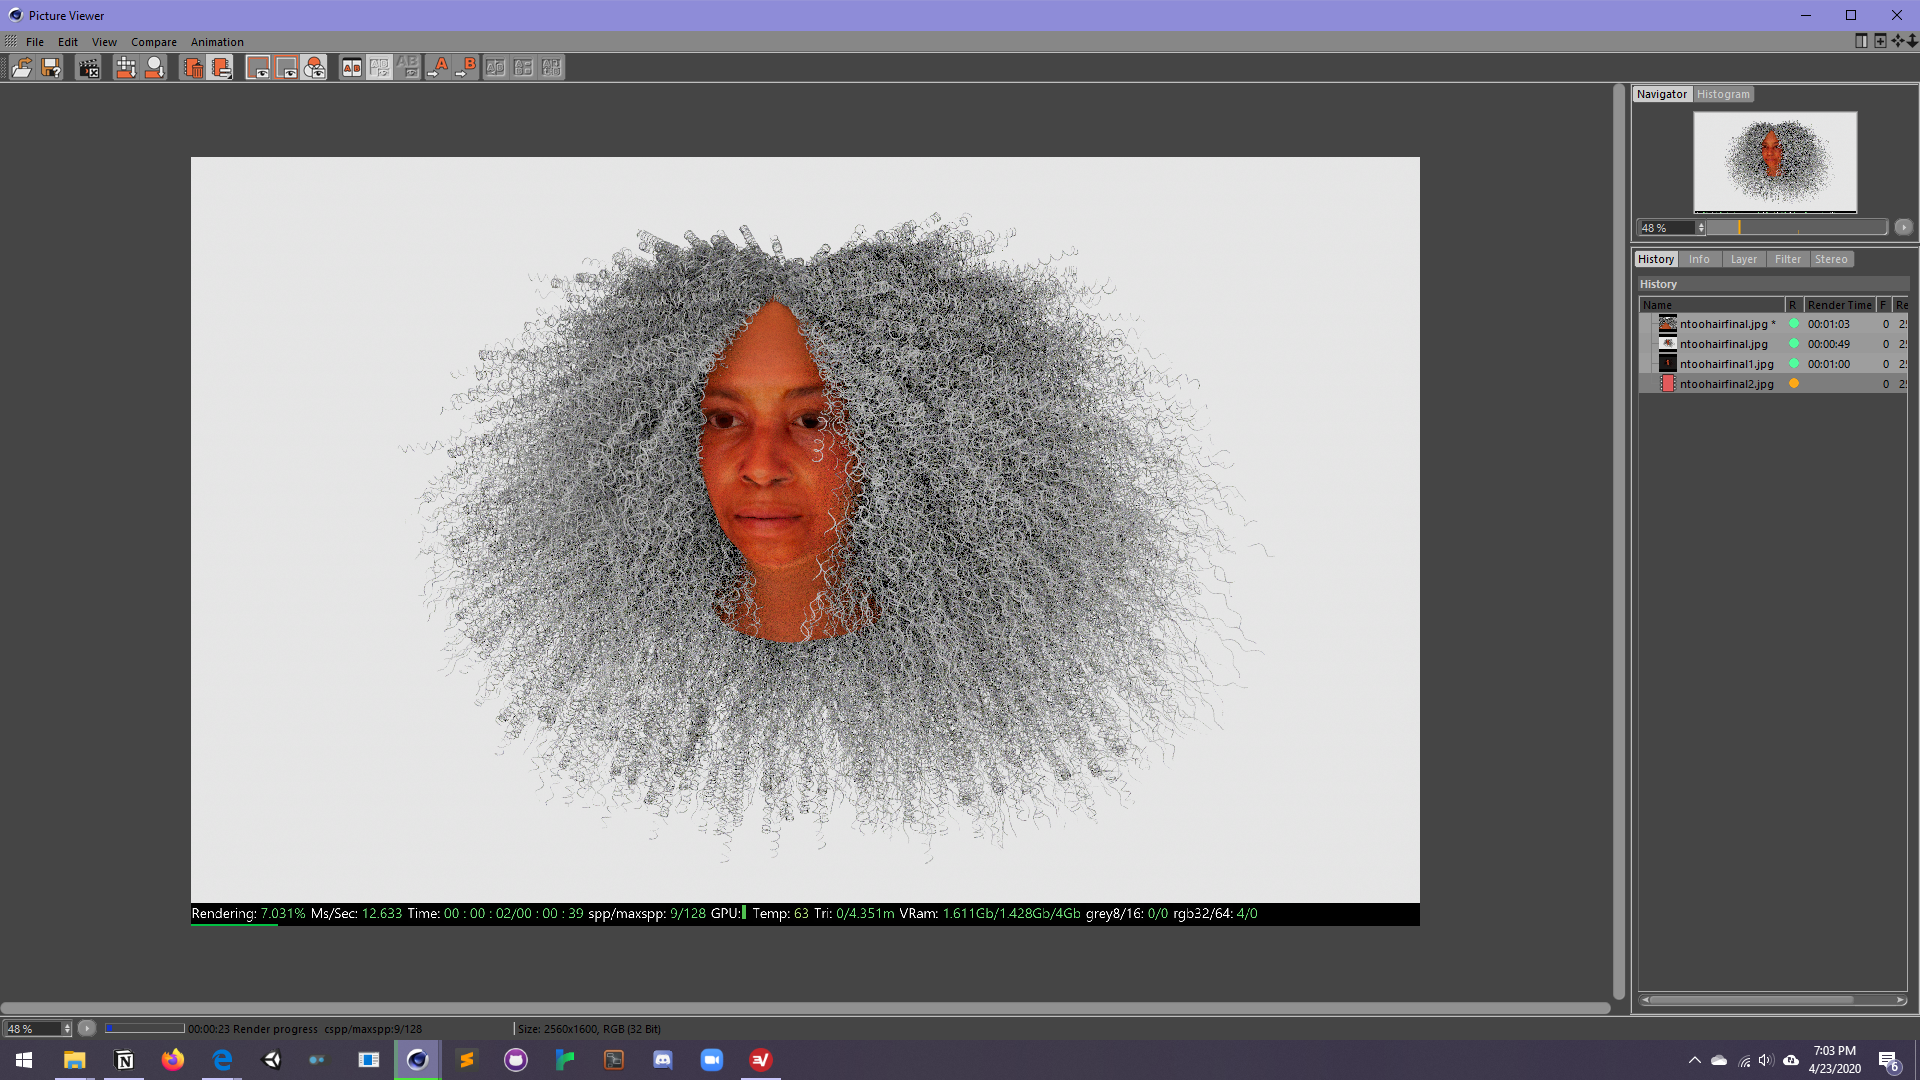 Picture Viewer
File Edit View Compare Animation
Navigator Histogram
48 %
History Info Layer Filter Stereo
History
Name R Render Time F Re
ntoohairfinal.jpg * 00:01:03 0
ntoohairfinal.jpg 00:00:49 0
ntoohairfinal1.jpg 00:01:00 0
ntoohairfinal2.jpg 0
Rendering: 7.031% Ms/Sec: 12.633 Time: 00 : 00 : 02/00 : 00 : 39 spp/maxspp: 9/128 GPU: Temp: 63 Tri: 0/4.351m VRam: 1.611Gb/1.428Gb/4Gb grey8/16: 0/0 rgb32/64: 4/0
48 % 00:00:23 Render progress cspp/maxspp:9/128 Size: 2560x1600, RGB (32 Bit)
7:03 PM
4/23/2020
6